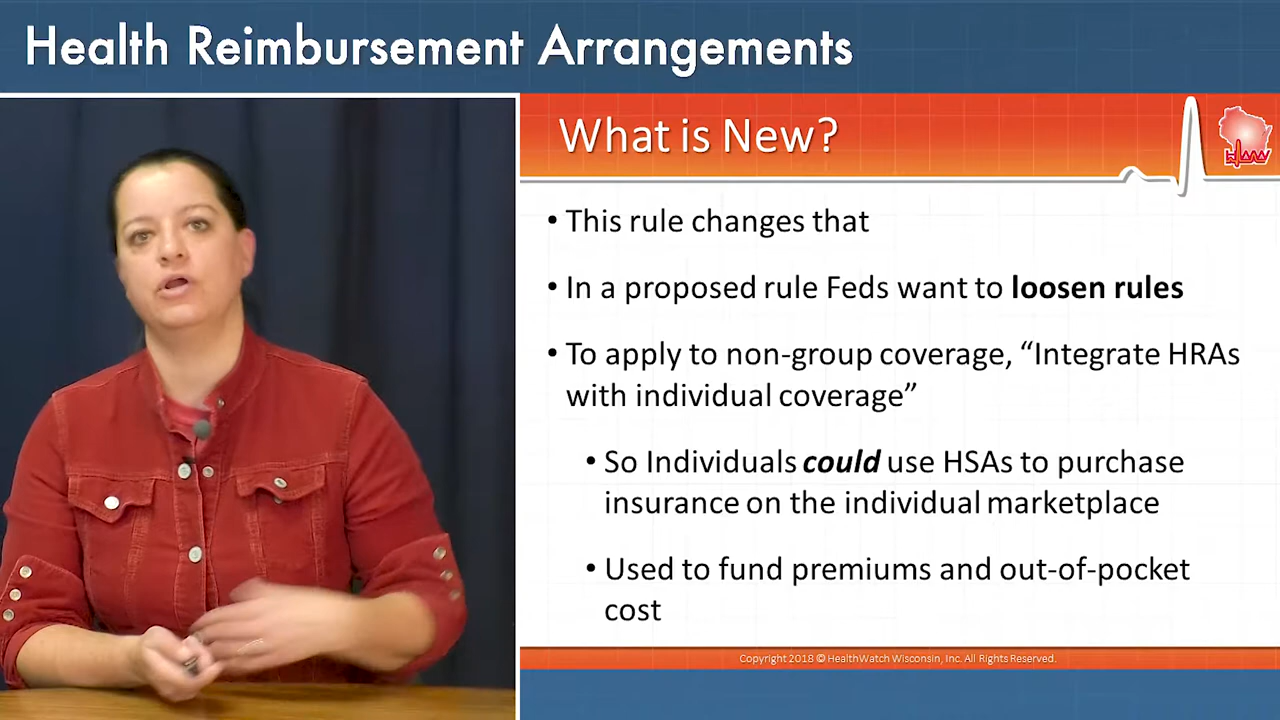 Health Reimbursement Arrangements
What is New?
• This rule changes that
• In a proposed rule Feds want to loosen rules
• To apply to non-group coverage, “Integrate HRAs
with individual coverage”
• So Individuals could use HSAs to purchase
insurance on the individual marketplace
• Used to fund premiums and out-of-pocket
cost
Copyright 2018 © HealthWatch Wisconsin, Inc. All Rights Reserved.